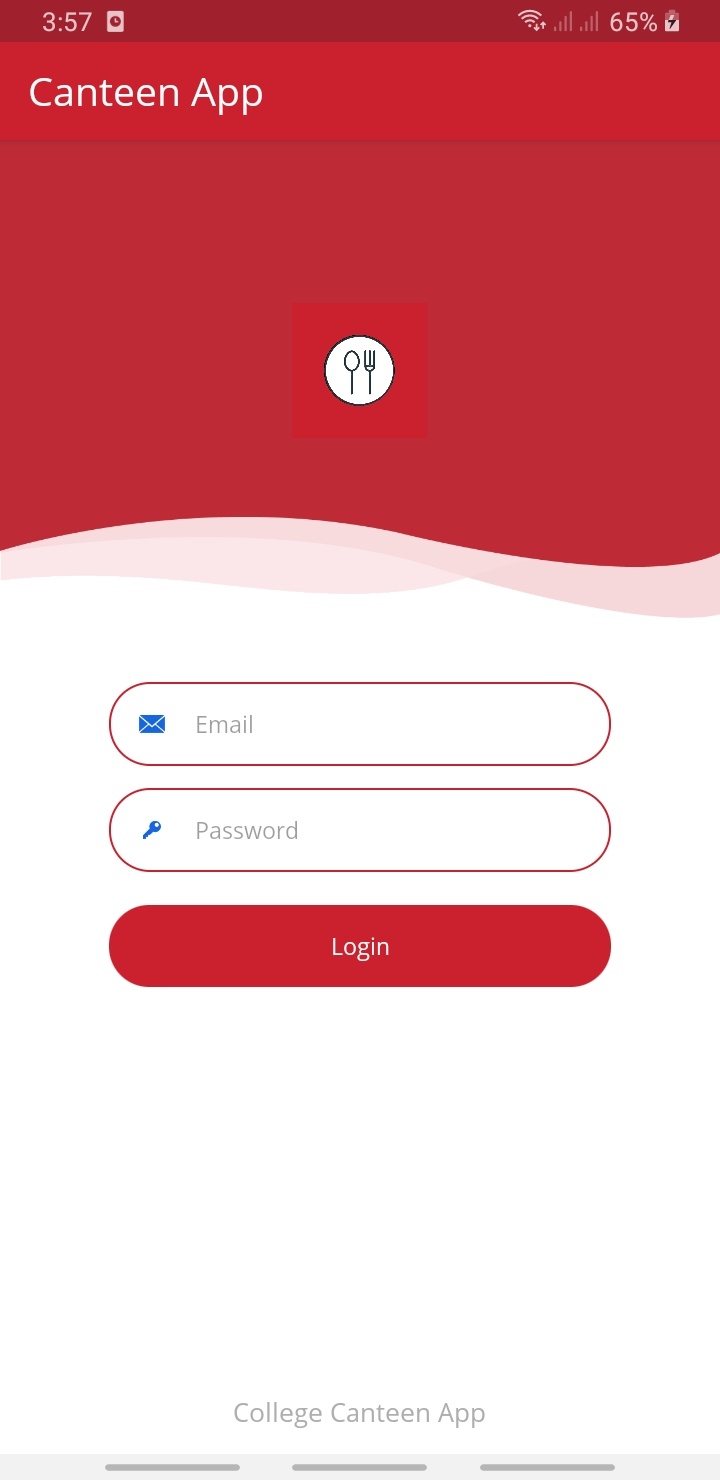 3:57
65%
Canteen App
Email
Password
Login
College Canteen App